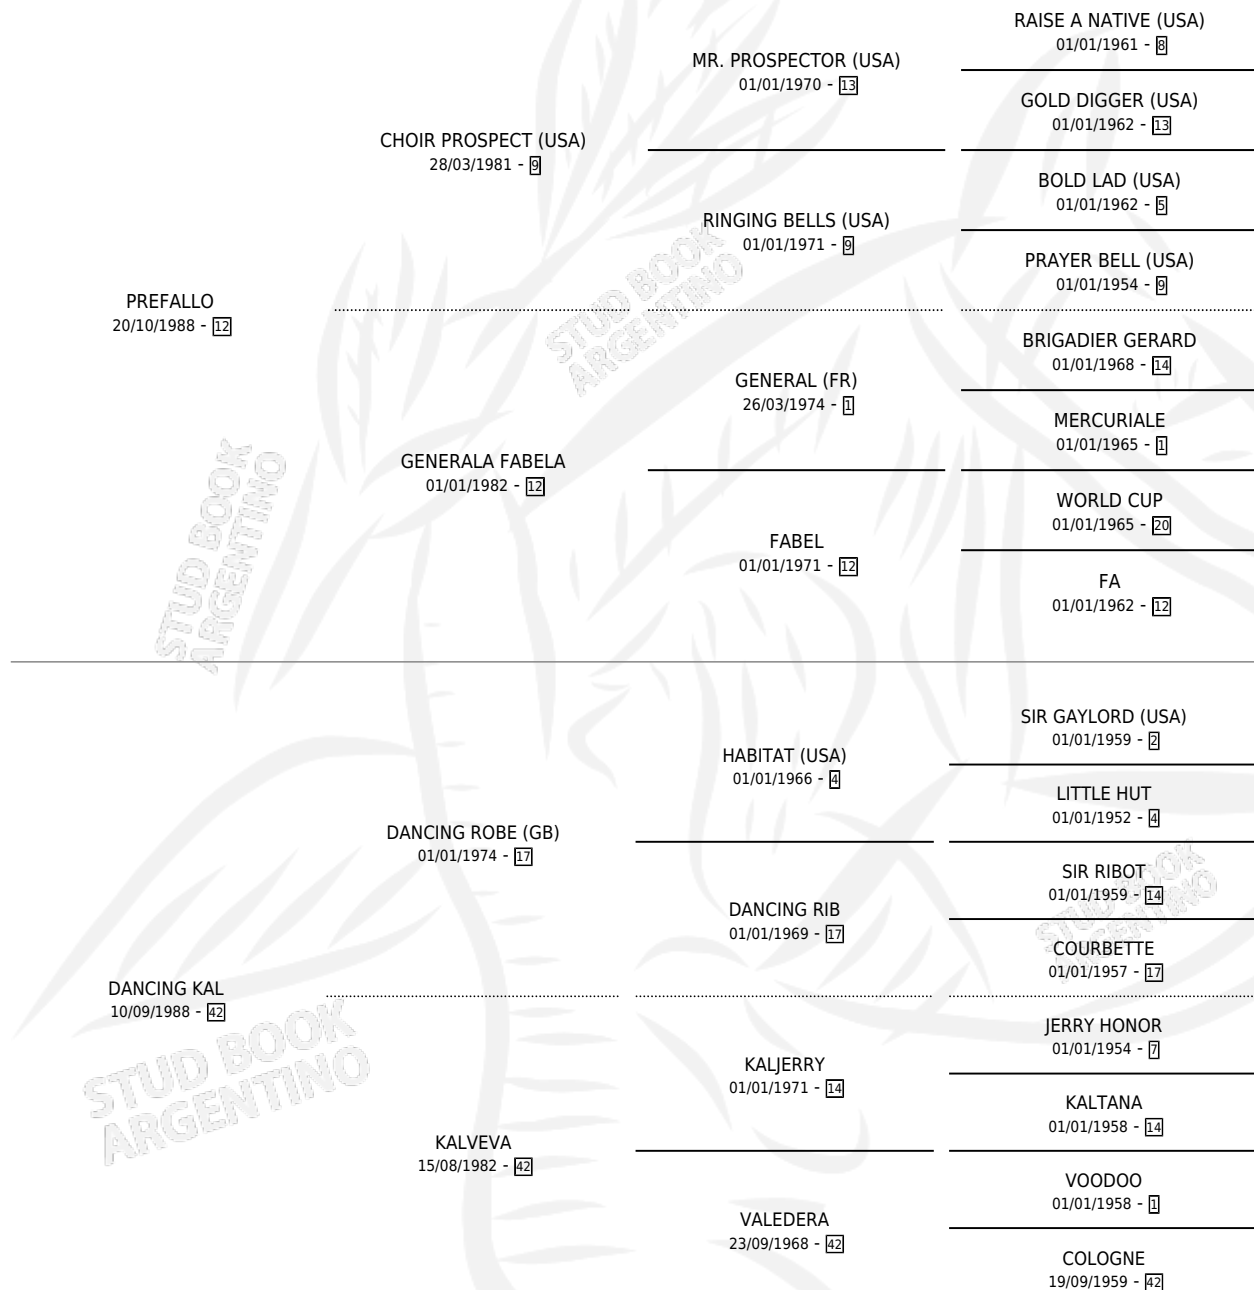 RAISE A NATIVE (USA)
01/01/1961 - 8
MR. PROSPECTOR (USA)
01/01/1970 - 13
GOLD DIGGER (USA)
01/01/1962 - 13
CHOIR PROSPECT (USA)
28/03/1981 - 9
BOLD LAD (USA)
01/01/1962 - 5
RINGING BELLS (USA)
01/01/1971 - 9
PRAYER BELL (USA)
01/01/1954 - 9
PREFALLO
20/10/1988 - 12
BRIGADIER GERARD
01/01/1968 - 14
GENERAL (FR)
26/03/1974 - 1
MERCURIALE
01/01/1965 - 1
GENERALA FABELA
01/01/1982 - 12
WORLD CUP
01/01/1965 - 20
FABEL
01/01/1971 - 12
FA
01/01/1962 - 12
STUD BOOK
ARGENTINO
STUD BOOK
ARGENTINO
SIR GAYLORD (USA)
01/01/1959 - 2
HABITAT (USA)
01/01/1966 - 4
LITTLE HUT
01/01/1952 - 4
DANCING ROBE (GB)
01/01/1974 - 17
SIR RIBOT
01/01/1959 - 14
DANCING RIB
01/01/1969 - 17
COURBETTE
01/01/1957 - 17
DANCING KAL
10/09/1988 - 42
JERRY HONOR
01/01/1954 - 7
KALJERRY
01/01/1971 - 14
KALTANA
01/01/1958 - 14
KALVEVA
15/08/1982 - 42
VOODOO
01/01/1958 - 1
VALEDERA
23/09/1968 - 42
COLOGNE
19/09/1959 - 42
STUD BOOK
ARGENTINO
STUD BOOK
ARGENTINO